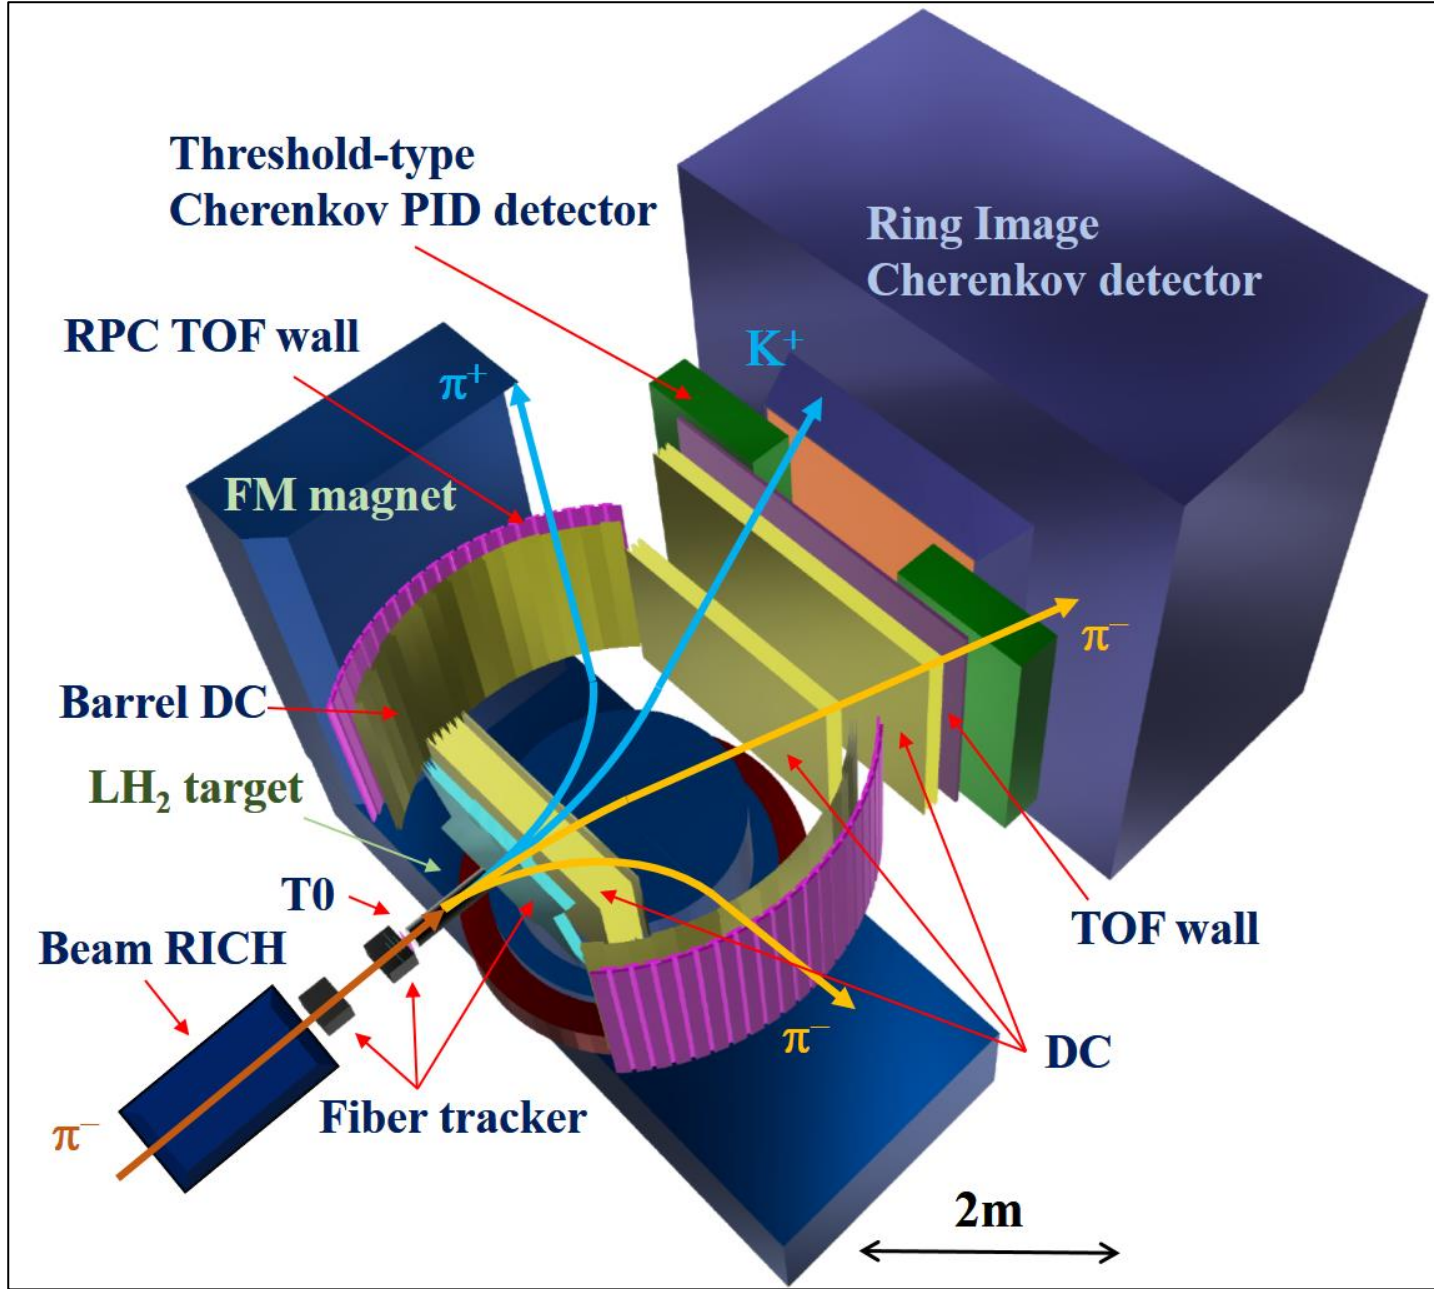 Threshold-type
Cherenkov PID detector
Ring Image
Cherenkov detector
RPC TOF wall
π⁺
K⁺
FM magnet
π⁻
Barrel DC
LH₂ target
T0
TOF wall
Beam RICH
π⁻
DC
Fiber tracker
π⁻
2m